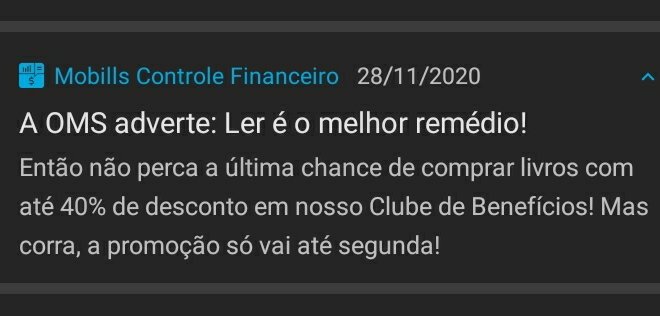 Mobills Controle Financeiro 28/11/2020
A OMS adverte: Ler é o melhor remédio!
Então não perca a última chance de comprar livros com
até 40% de desconto em nosso Clube de Benefícios! Mas
corra, a promoção só vai até segunda!